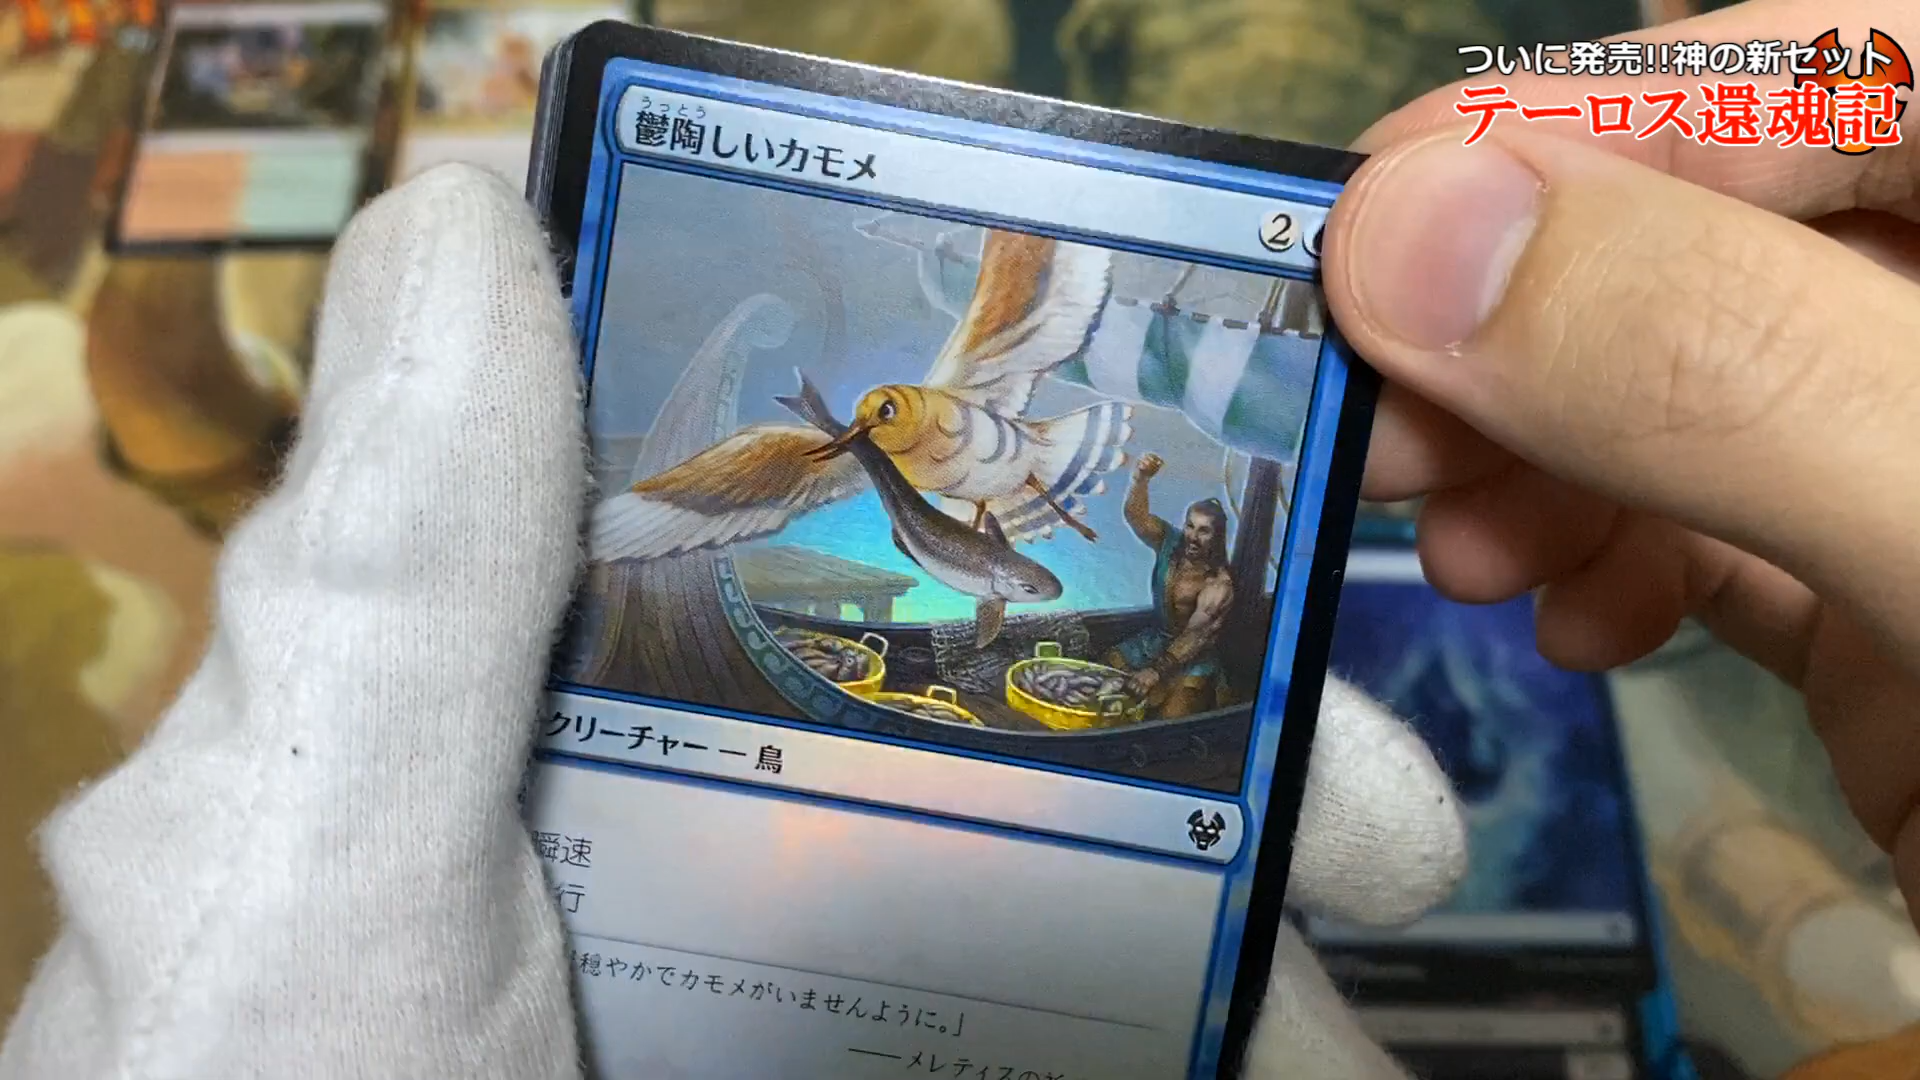 ついに発売!!神の新セット
テーロス還魂記
うっとう
鬱陶しいカモメ
2
クリーチャー ― 鳥
瞬速
行
穏やかでカモメがいませんように。」
――メレティスの